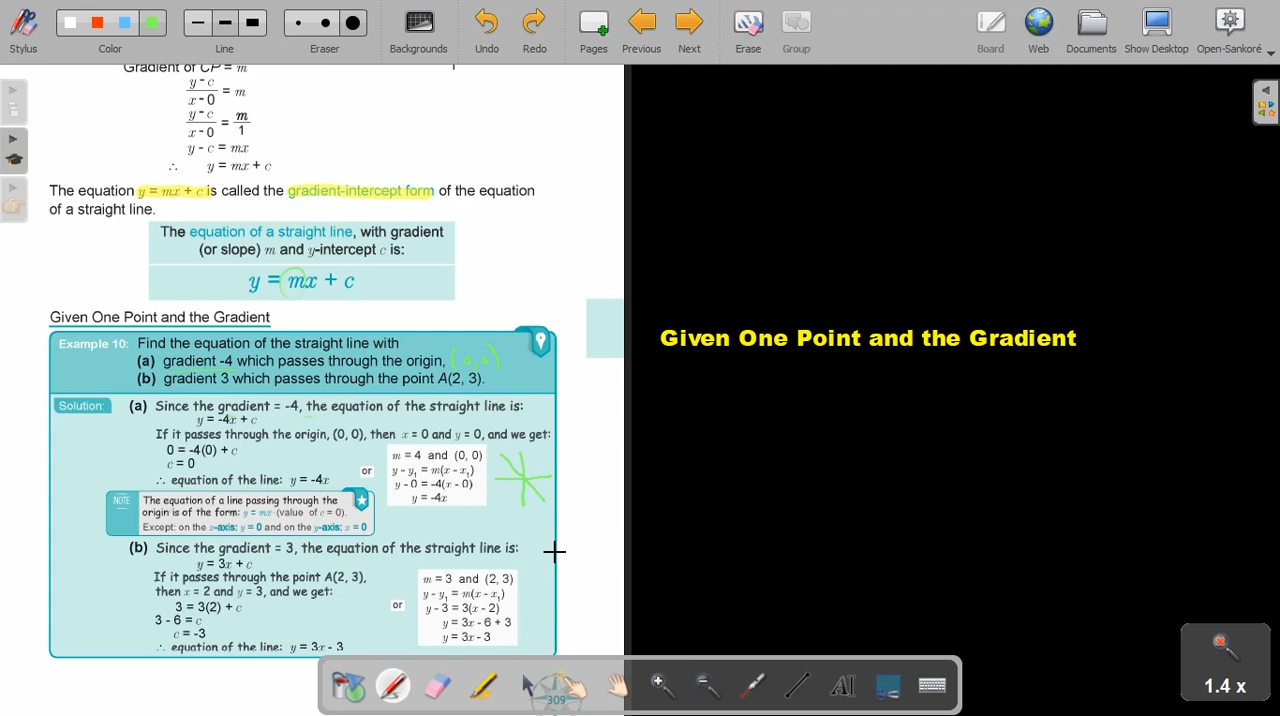 Stylus
Color
Line
Eraser
Backgrounds
Undo
Redo
Pages
Previous
Next
Erase
Group
Board
Web
Documents
Show Desktop
Open-Sankoré
Gradient of CP = m
y - c
x - 0
= m
y - c
x - 0
=
m
1
y - c = mx
∴ y = mx + c
The equation y = mx + c is called the gradient-intercept form of the equation
of a straight line.
The equation of a straight line, with gradient
(or slope) m and y-intercept c is:
y = mx + c
Given One Point and the Gradient
Example 10: Find the equation of the straight line with
(a) gradient -4 which passes through the origin, (0,0)
(b) gradient 3 which passes through the point A(2, 3).
Solution:
(a) Since the gradient = -4, the equation of the straight line is:
y = -4x + c
If it passes through the origin, (0, 0), then x = 0 and y = 0, and we get:
0 = -4(0) + c
c = 0
∴ equation of the line: y = -4x
or
m = 4 and (0, 0)
y - y₁ = m(x - x₁)
y - 0 = -4(x - 0)
y = -4x
NOTE
The equation of a line passing through the
origin is of the form: y = mx (value of c = 0).
Except: on the x-axis: y = 0 and on the y-axis: x = 0
(b) Since the gradient = 3, the equation of the straight line is:
y = 3x + c
If it passes through the point A(2, 3),
then x = 2 and y = 3, and we get:
3 = 3(2) + c
3 - 6 = c
c = -3
∴ equation of the line: y = 3x - 3
or
m = 3 and (2, 3)
y - y₁ = m(x - x₁)
y - 3 = 3(x - 2)
y = 3x - 6 + 3
y = 3x - 3
Given One Point and the Gradient
309
AI
1.4 x